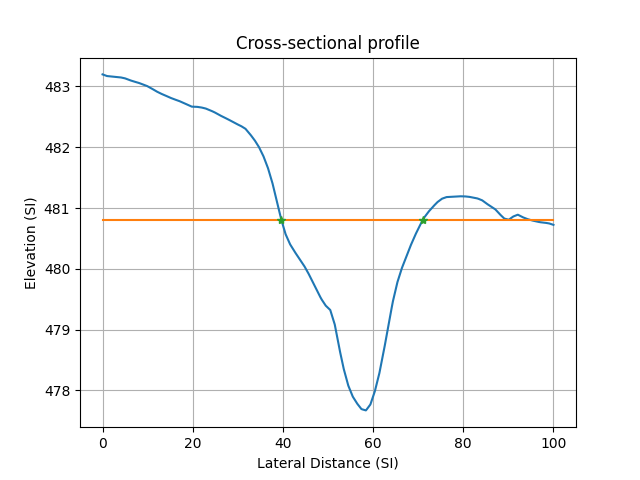 Cross-sectional profile
Elevation (SI)
483
482
481
480
479
478
0 20 40 60 80 100
Lateral Distance (SI)